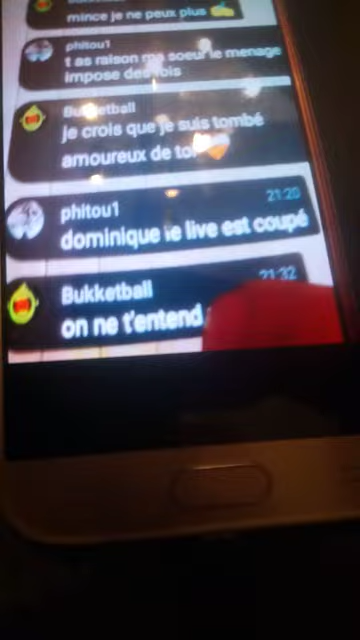 mince je ne peux plus
phitou1
t as raison ma soeur le menage
impose des fois
Bukketball
je crois que je suis tombé
amoureux de toi
21:20
phitou1
dominique le live est coupé
21:32
Bukketball
on ne t'entend